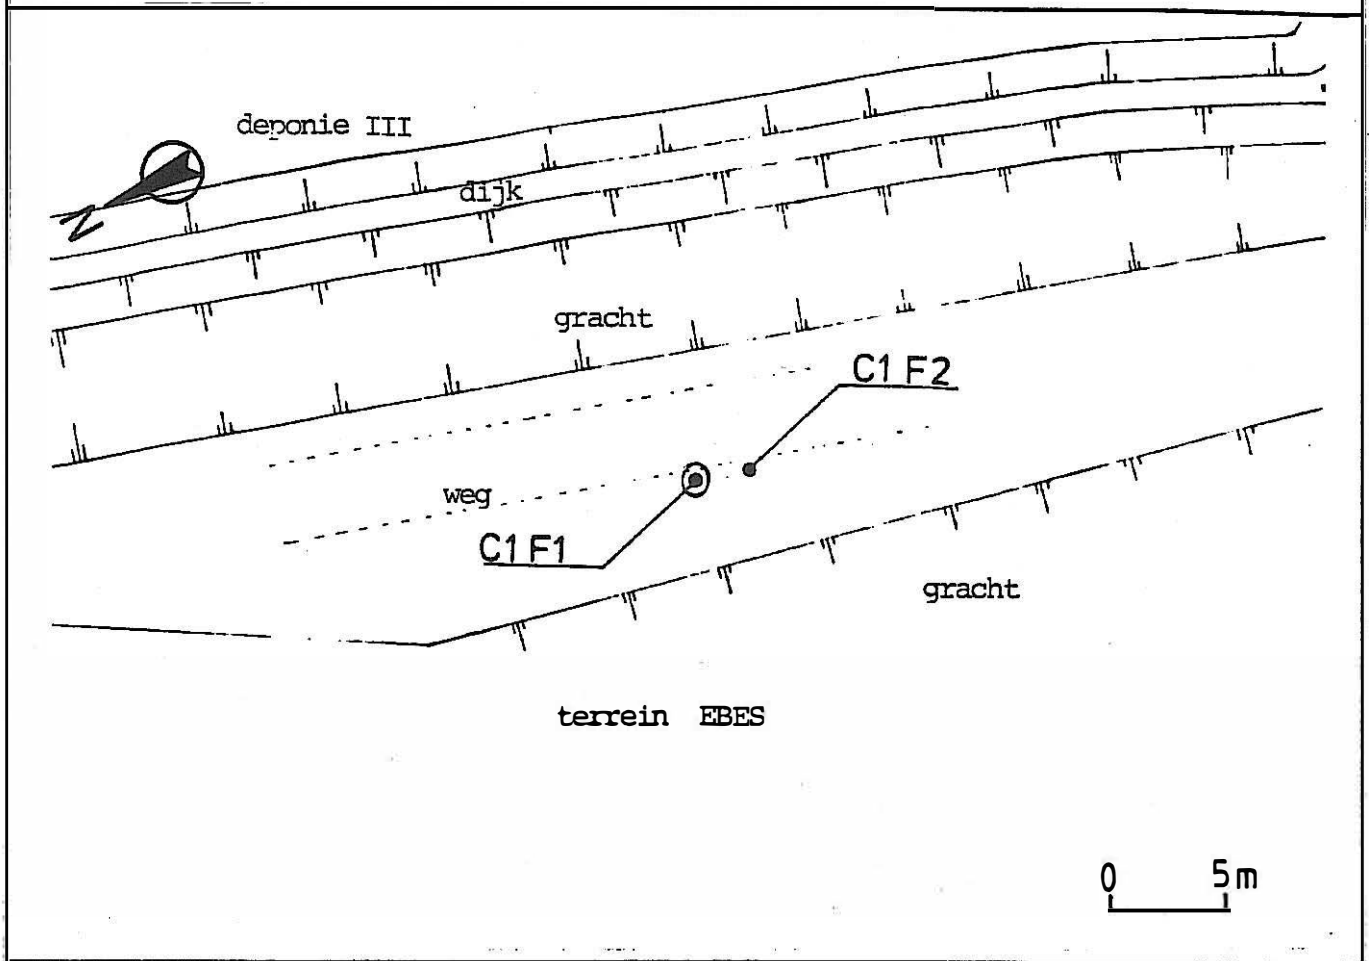 deponie III
N
dijk
gracht
C1 F2
weg
C1 F1
gracht
terrein EBES
0 5m